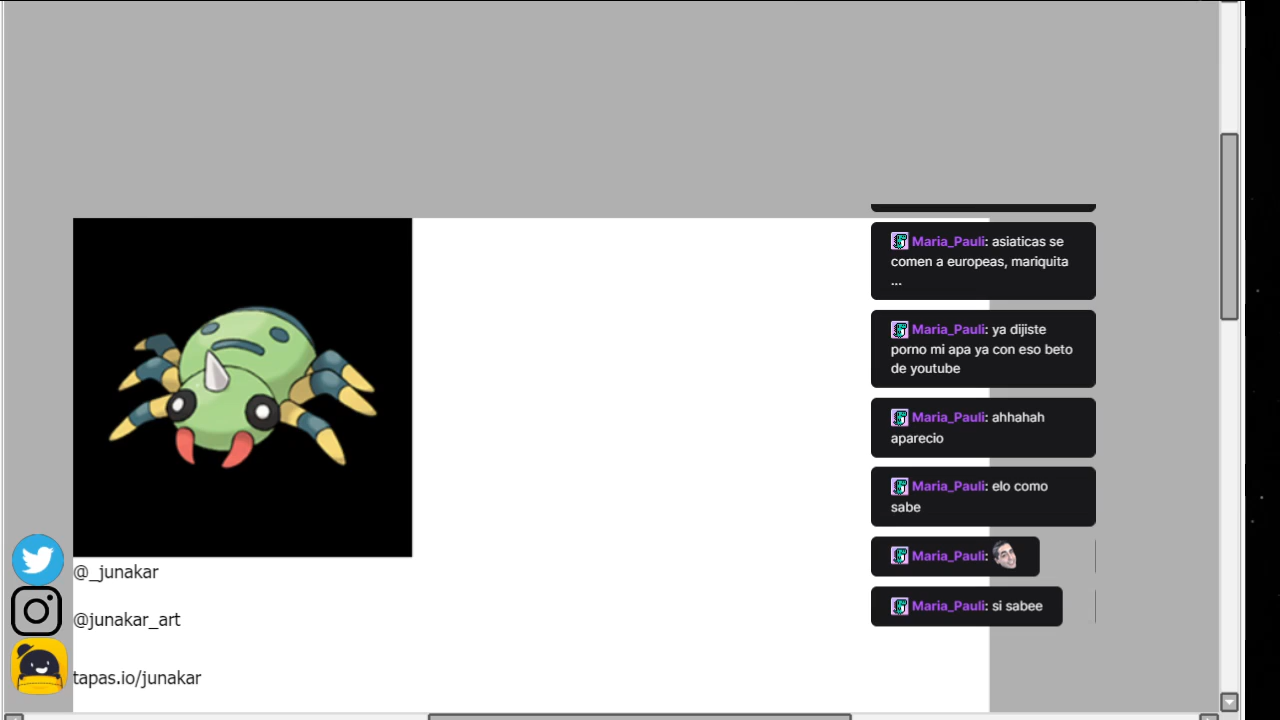 Maria_Pauli: asiaticas se
comen a europeas, mariquita
...
Maria_Pauli: ya dijiste
porno mi apa ya con eso beto
de youtube
Maria_Pauli: ahhahah
aparecio
Maria_Pauli: elo como
sabe
Maria_Pauli:
Maria_Pauli: si sabee
@_junakar
@junakar_art
tapas.io/junakar